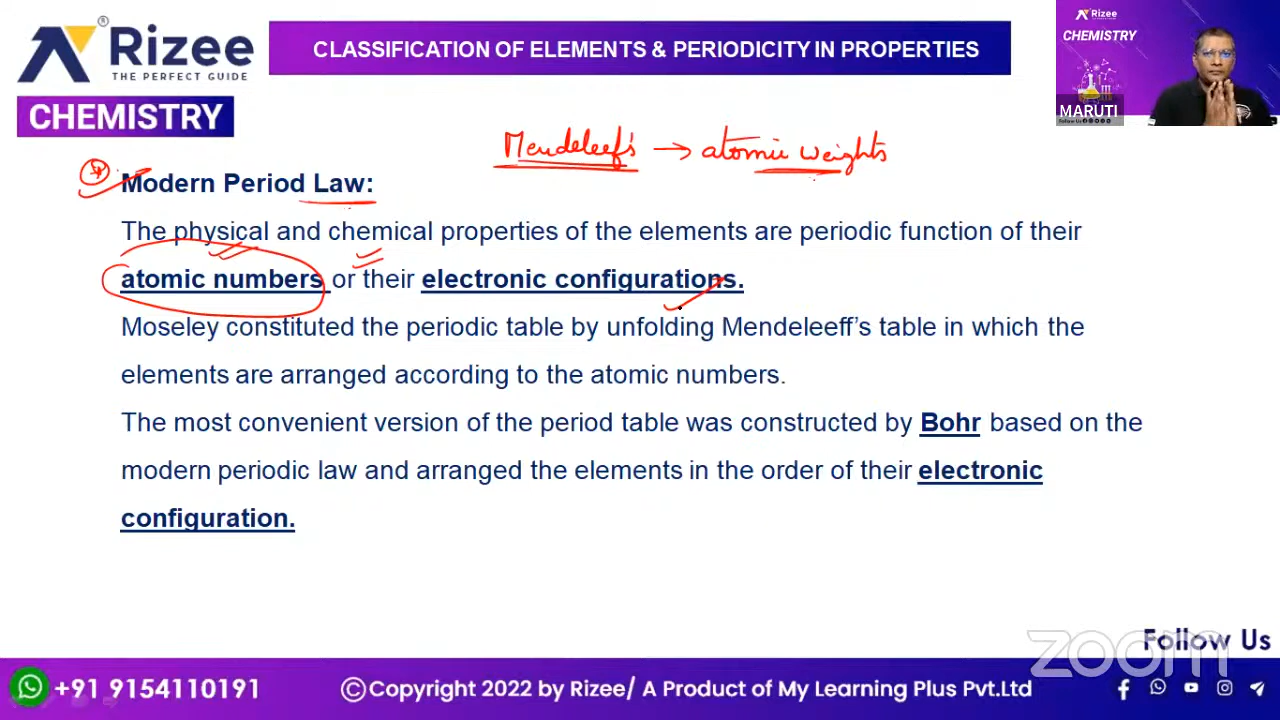 Rizee
®
THE PERFECT GUIDE
CHEMISTRY
CLASSIFICATION OF ELEMENTS & PERIODICITY IN PROPERTIES
Rizee
CHEMISTRY
MARUTI
Follow Us
Mendeleef's → atomic weights
Modern Period Law:
The physical and chemical properties of the elements are periodic function of their
atomic numbers or their electronic configurations.
Moseley constituted the periodic table by unfolding Mendeleeff’s table in which the
elements are arranged according to the atomic numbers.
The most convenient version of the period table was constructed by Bohr based on the
modern periodic law and arranged the elements in the order of their electronic
configuration.
Follow Us
zoom
+91 9154110191
©Copyright 2022 by Rizee/ A Product of My Learning Plus Pvt.Ltd